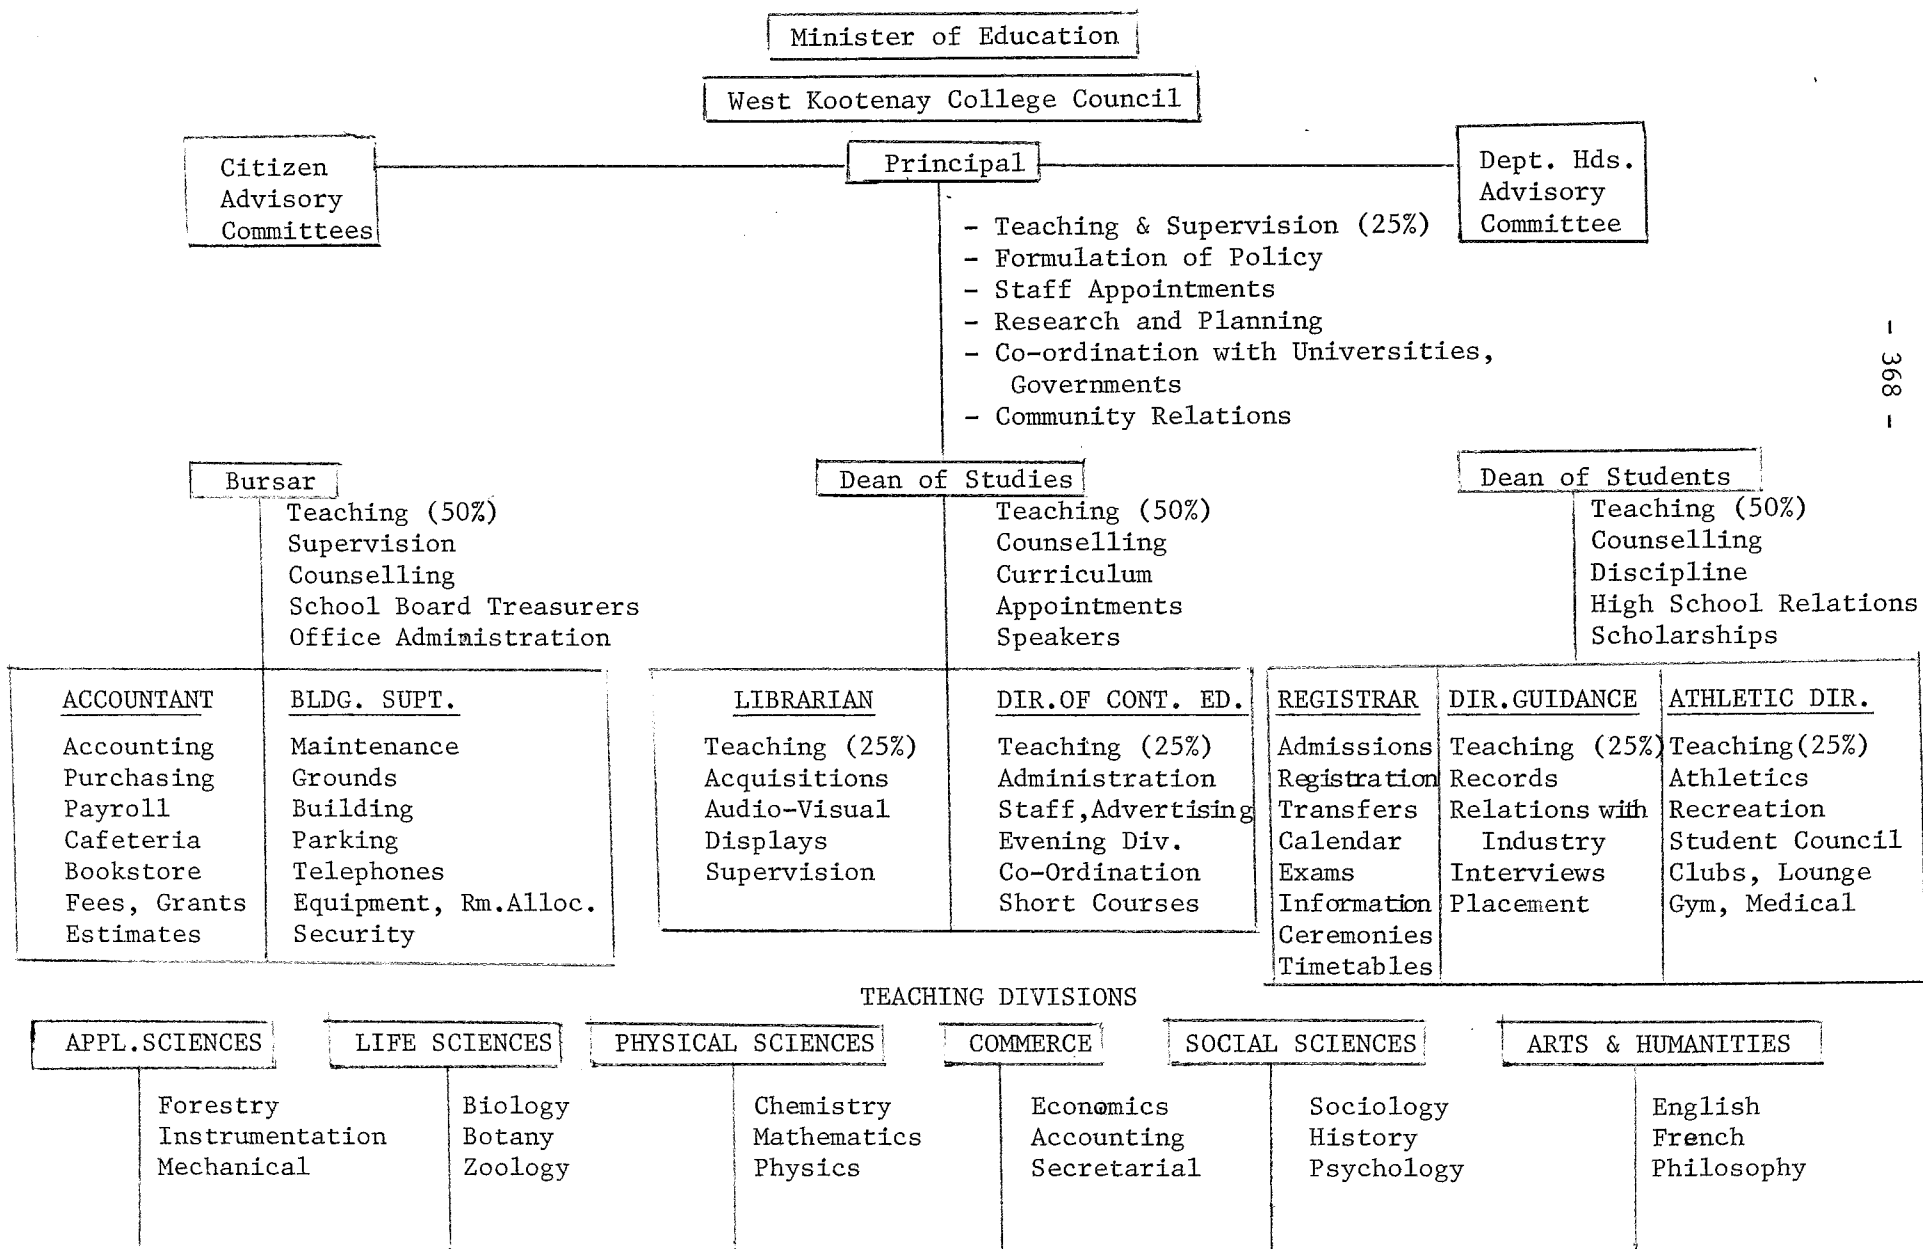 Minister of Education
West Kootenay College Council
Citizen
Advisory
Committees
Principal
Dept. Hds.
Advisory
Committee
- Teaching & Supervision (25%)
- Formulation of Policy
- Staff Appointments
- Research and Planning
- Co-ordination with Universities,
Governments
- Community Relations
- 368 -
Bursar
Teaching (50%)
Supervision
Counselling
School Board Treasurers
Office Administration
Dean of Studies
Teaching (50%)
Counselling
Curriculum
Appointments
Speakers
Dean of Students
Teaching (50%)
Counselling
Discipline
High School Relations
Scholarships
ACCOUNTANT
Accounting
Purchasing
Payroll
Cafeteria
Bookstore
Fees, Grants
Estimates
BLDG. SUPT.
Maintenance
Grounds
Building
Parking
Telephones
Equipment, Rm.Alloc.
Security
LIBRARIAN
Teaching (25%)
Acquisitions
Audio-Visual
Displays
Supervision
DIR.OF CONT. ED.
Teaching (25%)
Administration
Staff,Advertising
Evening Div.
Co-Ordination
Short Courses
REGISTRAR
Admissions
Registration
Transfers
Calendar
Exams
Information
Ceremonies
Timetables
DIR.GUIDANCE
Teaching (25%)
Records
Relations with
Industry
Interviews
Placement
ATHLETIC DIR.
Teaching(25%)
Athletics
Recreation
Student Council
Clubs, Lounge
Gym, Medical
TEACHING DIVISIONS
APPL.SCIENCES
Forestry
Instrumentation
Mechanical
LIFE SCIENCES
Biology
Botany
Zoology
PHYSICAL SCIENCES
Chemistry
Mathematics
Physics
COMMERCE
Economics
Accounting
Secretarial
SOCIAL SCIENCES
Sociology
History
Psychology
ARTS & HUMANITIES
English
French
Philosophy